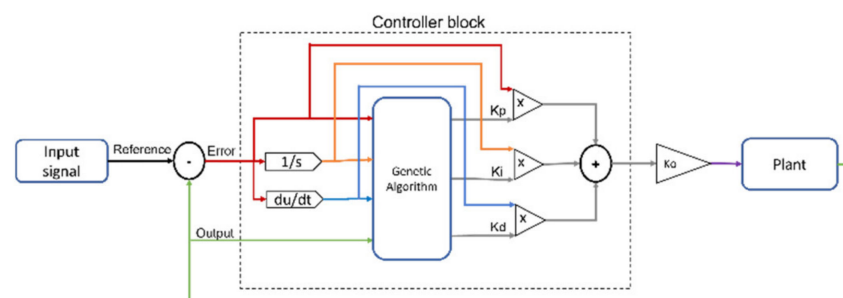 Controller block
Input
signal
Reference
-
Error
1/s
du/dt
Output
Genetic
Algorithm
Kp
Ki
Kd
x
x
x
+
Ko
Plant